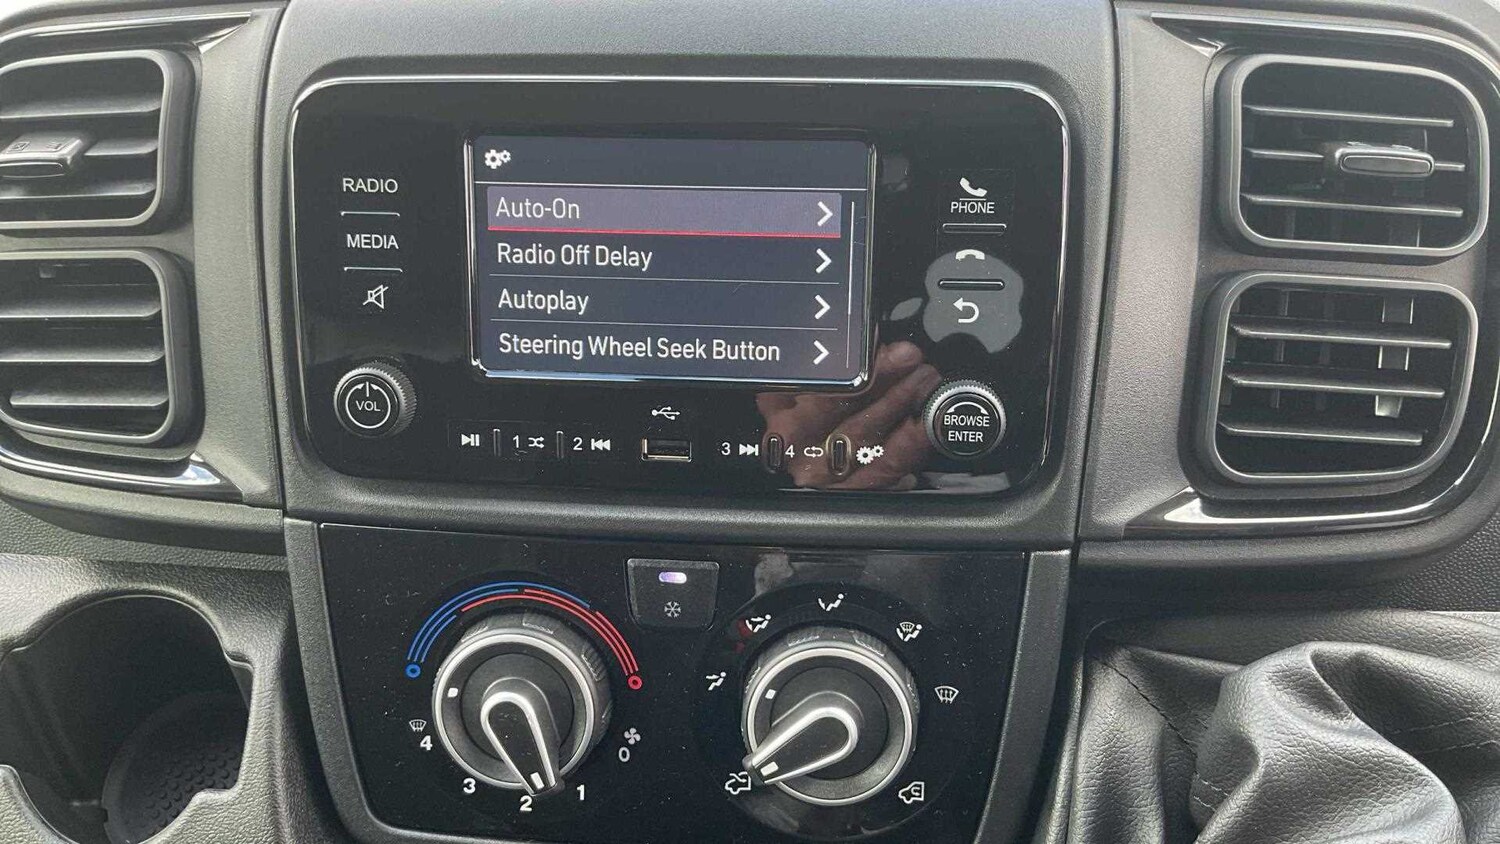 RADIO
MEDIA
VOL
Auto-On
Radio Off Delay
Autoplay
Steering Wheel Seek Button
PHONE
BROWSE
ENTER
1
2
3
4
4
3
2
1
0